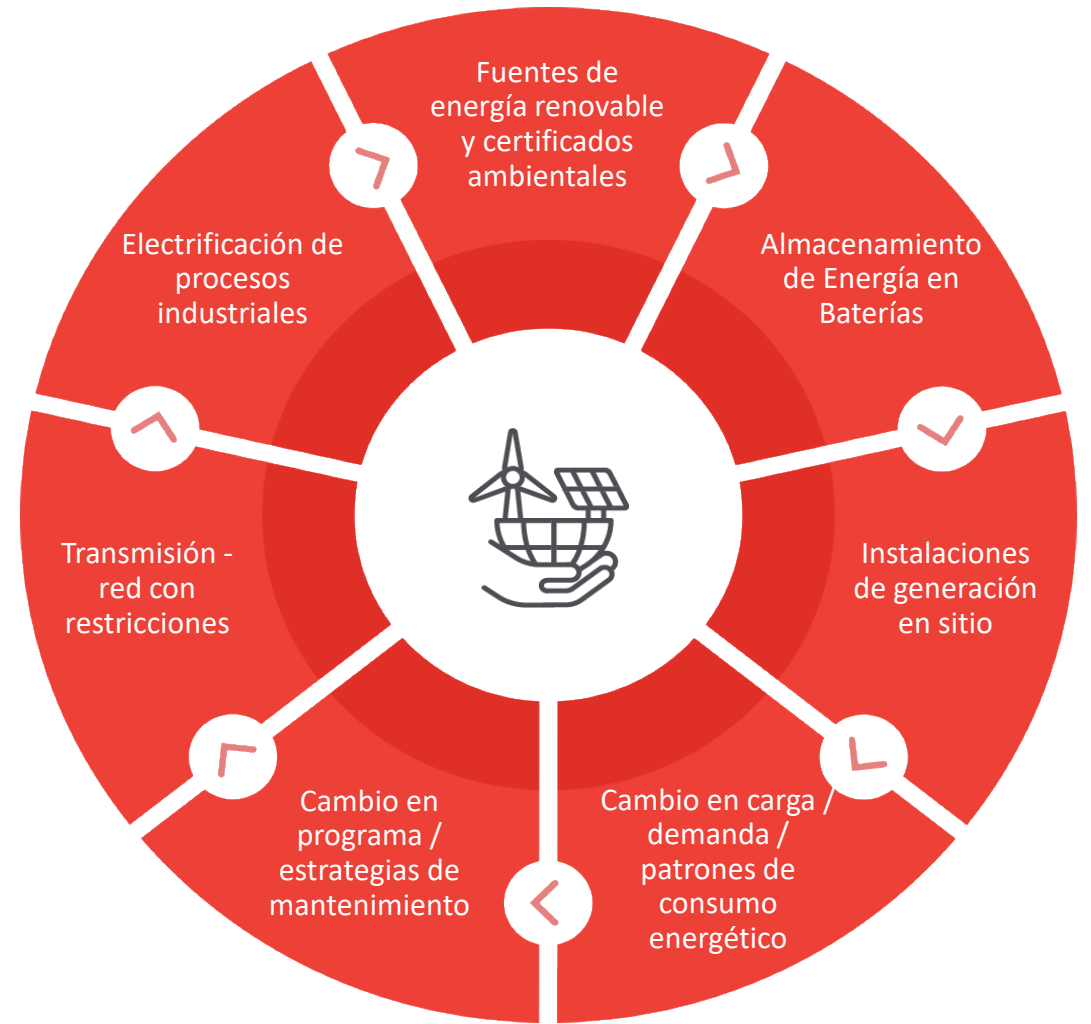 Fuentes de
energía renovable
y certificados
ambientales
Almacenamiento
de Energía en
Baterías
Instalaciones
de generación
en sitio
Cambio en carga /
demanda /
patrones de
consumo
energético
Cambio en
programa /
estrategias de
mantenimiento
Transmisión -
red con
restricciones
Electrificación de
procesos
industriales